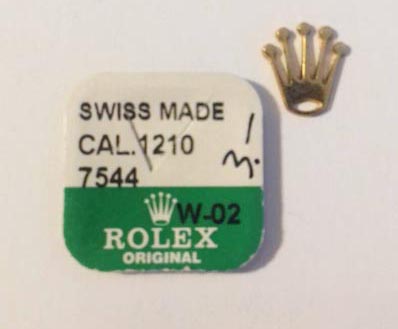 SWISS MADE
CAL.1210
7544
W-02
ROLEX
ORIGINAL